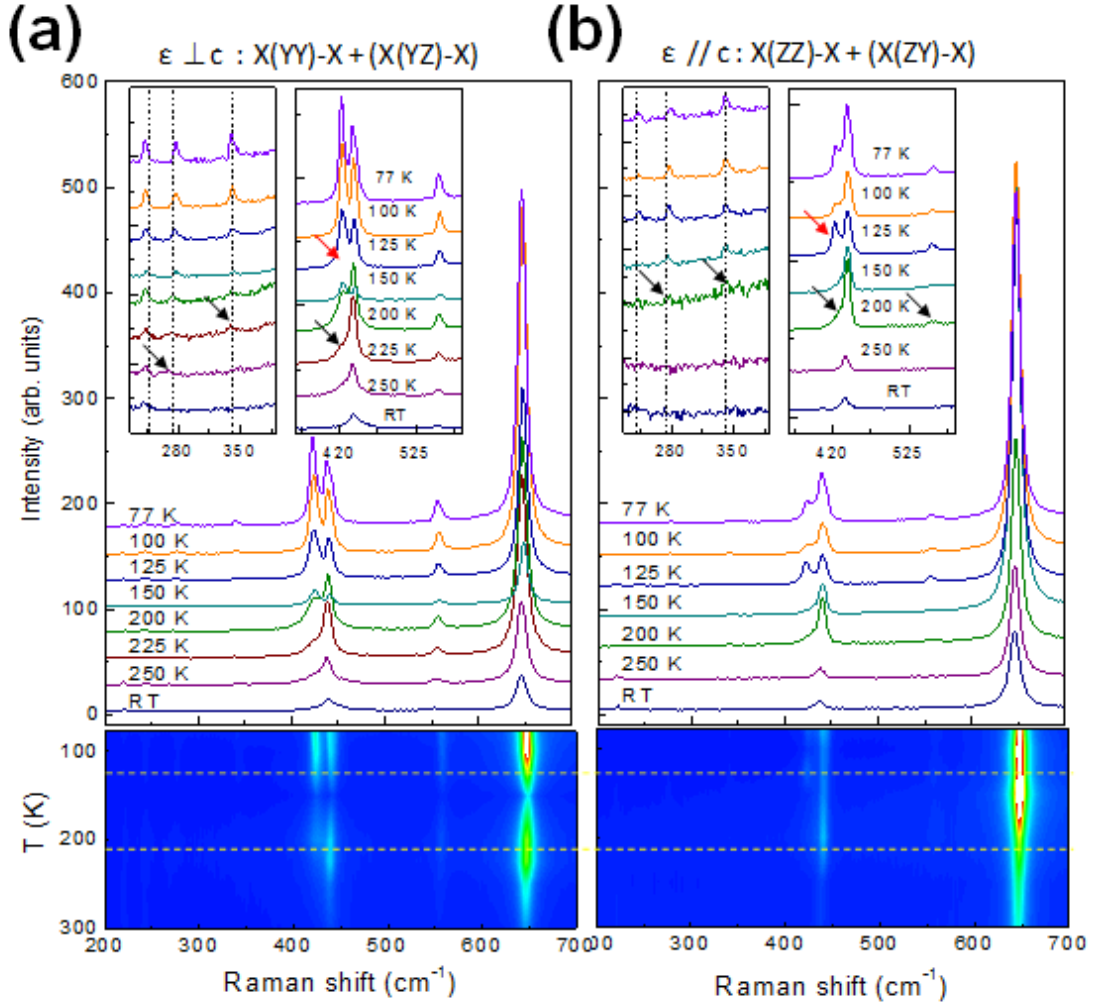 (a)
ε ⊥ c : X(YY)-X + (X(YZ)-X)
600
500
400
300
200
100
0
Intensity (arb. units)
77 K
100 K
125 K
150 K
200 K
225 K
250 K
RT
280 350
420 525
77 K
100 K
125 K
150 K
200 K
225 K
250 K
RT
100
200
300
T (K)
200 300 400 500 600 700
Raman shift (cm⁻¹)
(b)
ε // c : X(ZZ)-X + (X(ZY)-X)
77 K
100 K
125 K
150 K
200 K
250 K
RT
280 350
420 525
77 K
100 K
125 K
150 K
200 K
250 K
RT
200 300 400 500 600 700
Raman shift (cm⁻¹)